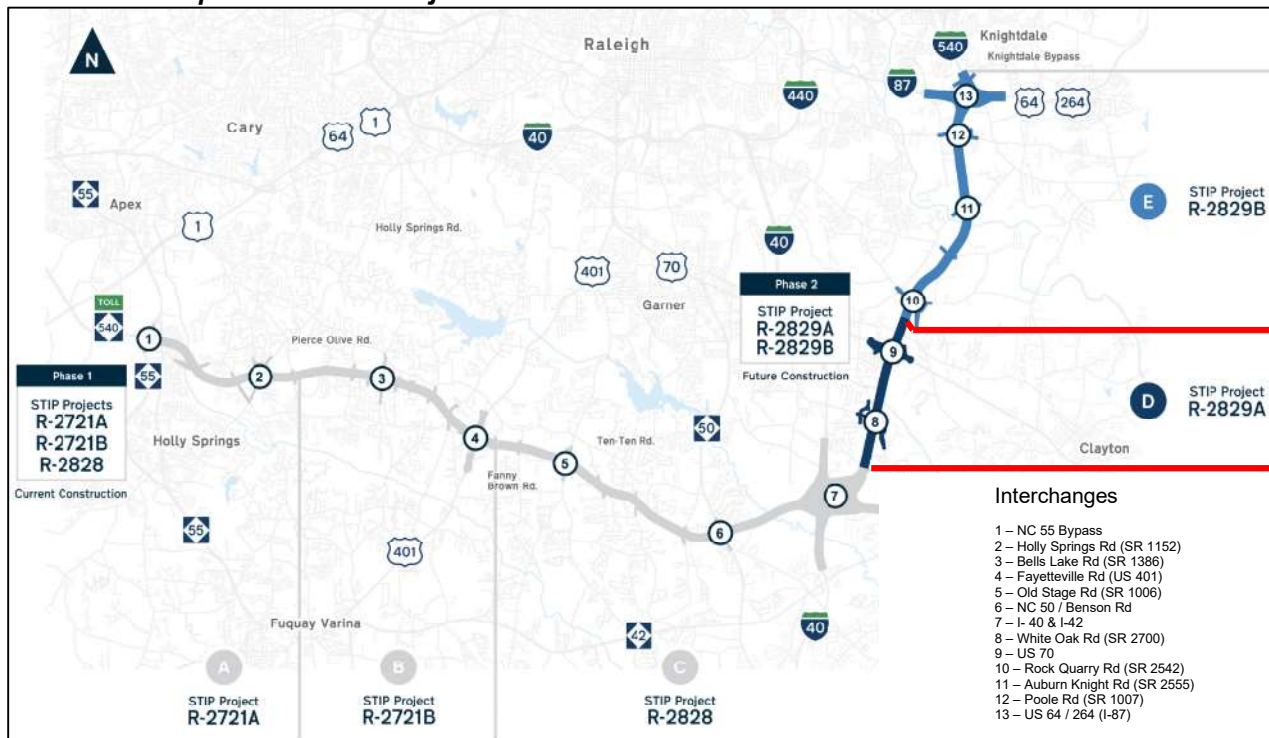 N
Raleigh
540
Knightdale
Knightdale Bypass
87
13
64
264
440
12
Cary
64
1
40
55
Apex
1
Holly Springs Rd.
11
E
STIP Project
R-2829B
40
401
70
Garner
Phase 2
STIP Project
R-2829A
R-2829B
Future Construction
10
TOLL
540
1
Pierce Olive Rd.
9
55
2
3
Phase 1
STIP Projects
R-2721A
R-2721B
R-2828
Current Construction
D
STIP Project
R-2829A
Holly Springs
4
50
8
Ten-Ten Rd.
Clayton
5
Fanny
Brown Rd.
7
55
6
401
Fuquay Varina
42
40
A
STIP Project
R-2721A
B
STIP Project
R-2721B
C
STIP Project
R-2828
Interchanges
1 – NC 55 Bypass
2 – Holly Springs Rd (SR 1152)
3 – Bells Lake Rd (SR 1386)
4 – Fayetteville Rd (US 401)
5 – Old Stage Rd (SR 1006)
6 – NC 50 / Benson Rd
7 – I- 40 & I-42
8 – White Oak Rd (SR 2700)
9 – US 70
10 – Rock Quarry Rd (SR 2542)
11 – Auburn Knight Rd (SR 2555)
12 – Poole Rd (SR 1007)
13 – US 64 / 264 (I-87)